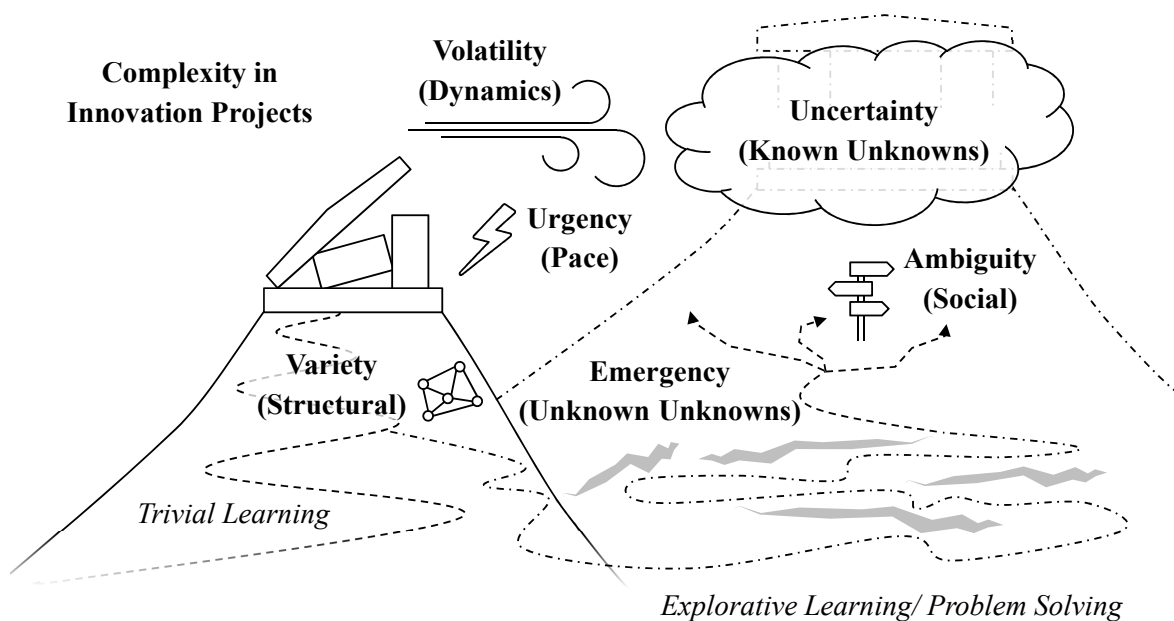 Complexity in
Innovation Projects
Volatility
(Dynamics)
Uncertainty
(Known Unknowns)
Urgency
(Pace)
Ambiguity
(Social)
Variety
(Structural)
Emergency
(Unknown Unknowns)
Trivial Learning
Explorative Learning/ Problem Solving